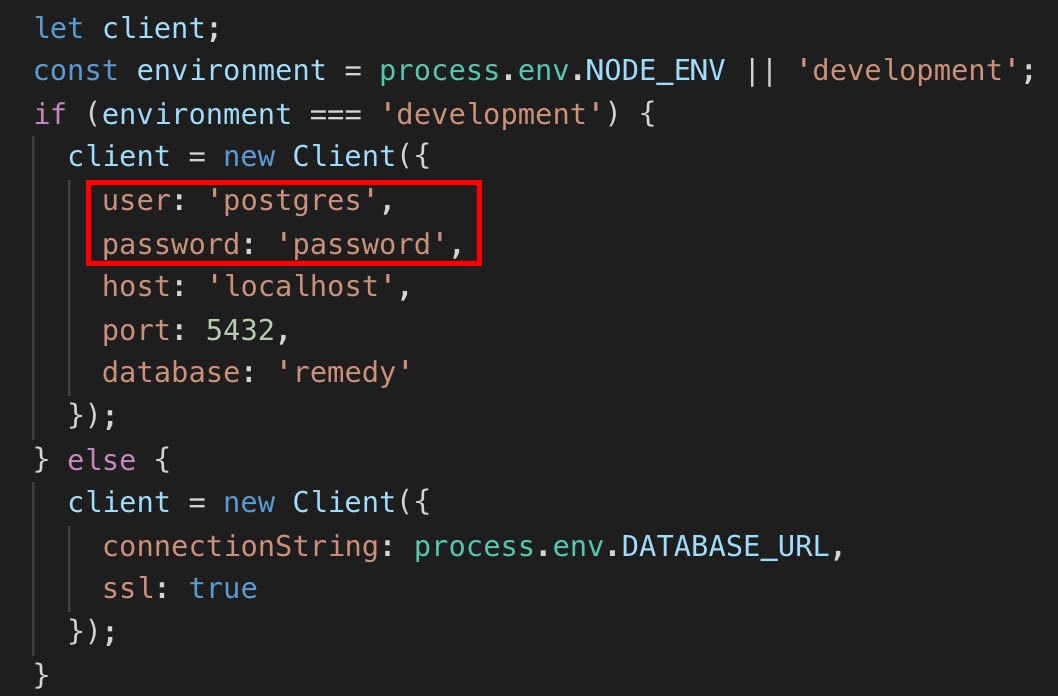 let client;
const environment = process.env.NODE_ENV || 'development';
if (environment === 'development') {
  client = new Client({
    user: 'postgres',
    password: 'password',
    host: 'localhost',
    port: 5432,
    database: 'remedy'
  });
} else {
  client = new Client({
    connectionString: process.env.DATABASE_URL,
    ssl: true
  });
}